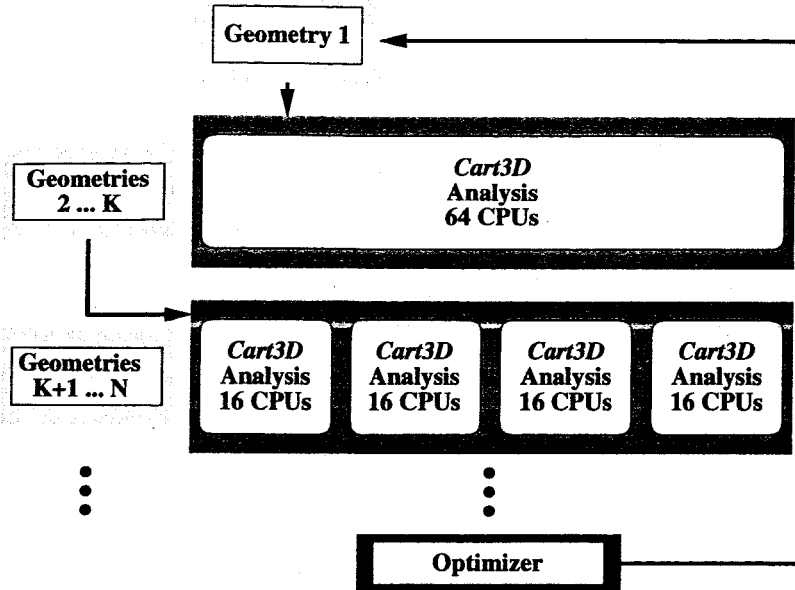 Geometry 1
Cart3D
Analysis
64 CPUs
Geometries
2 ... K
Geometries
K+1 ... N
Cart3D
Analysis
16 CPUs
Cart3D
Analysis
16 CPUs
Cart3D
Analysis
16 CPUs
Cart3D
Analysis
16 CPUs
Optimizer